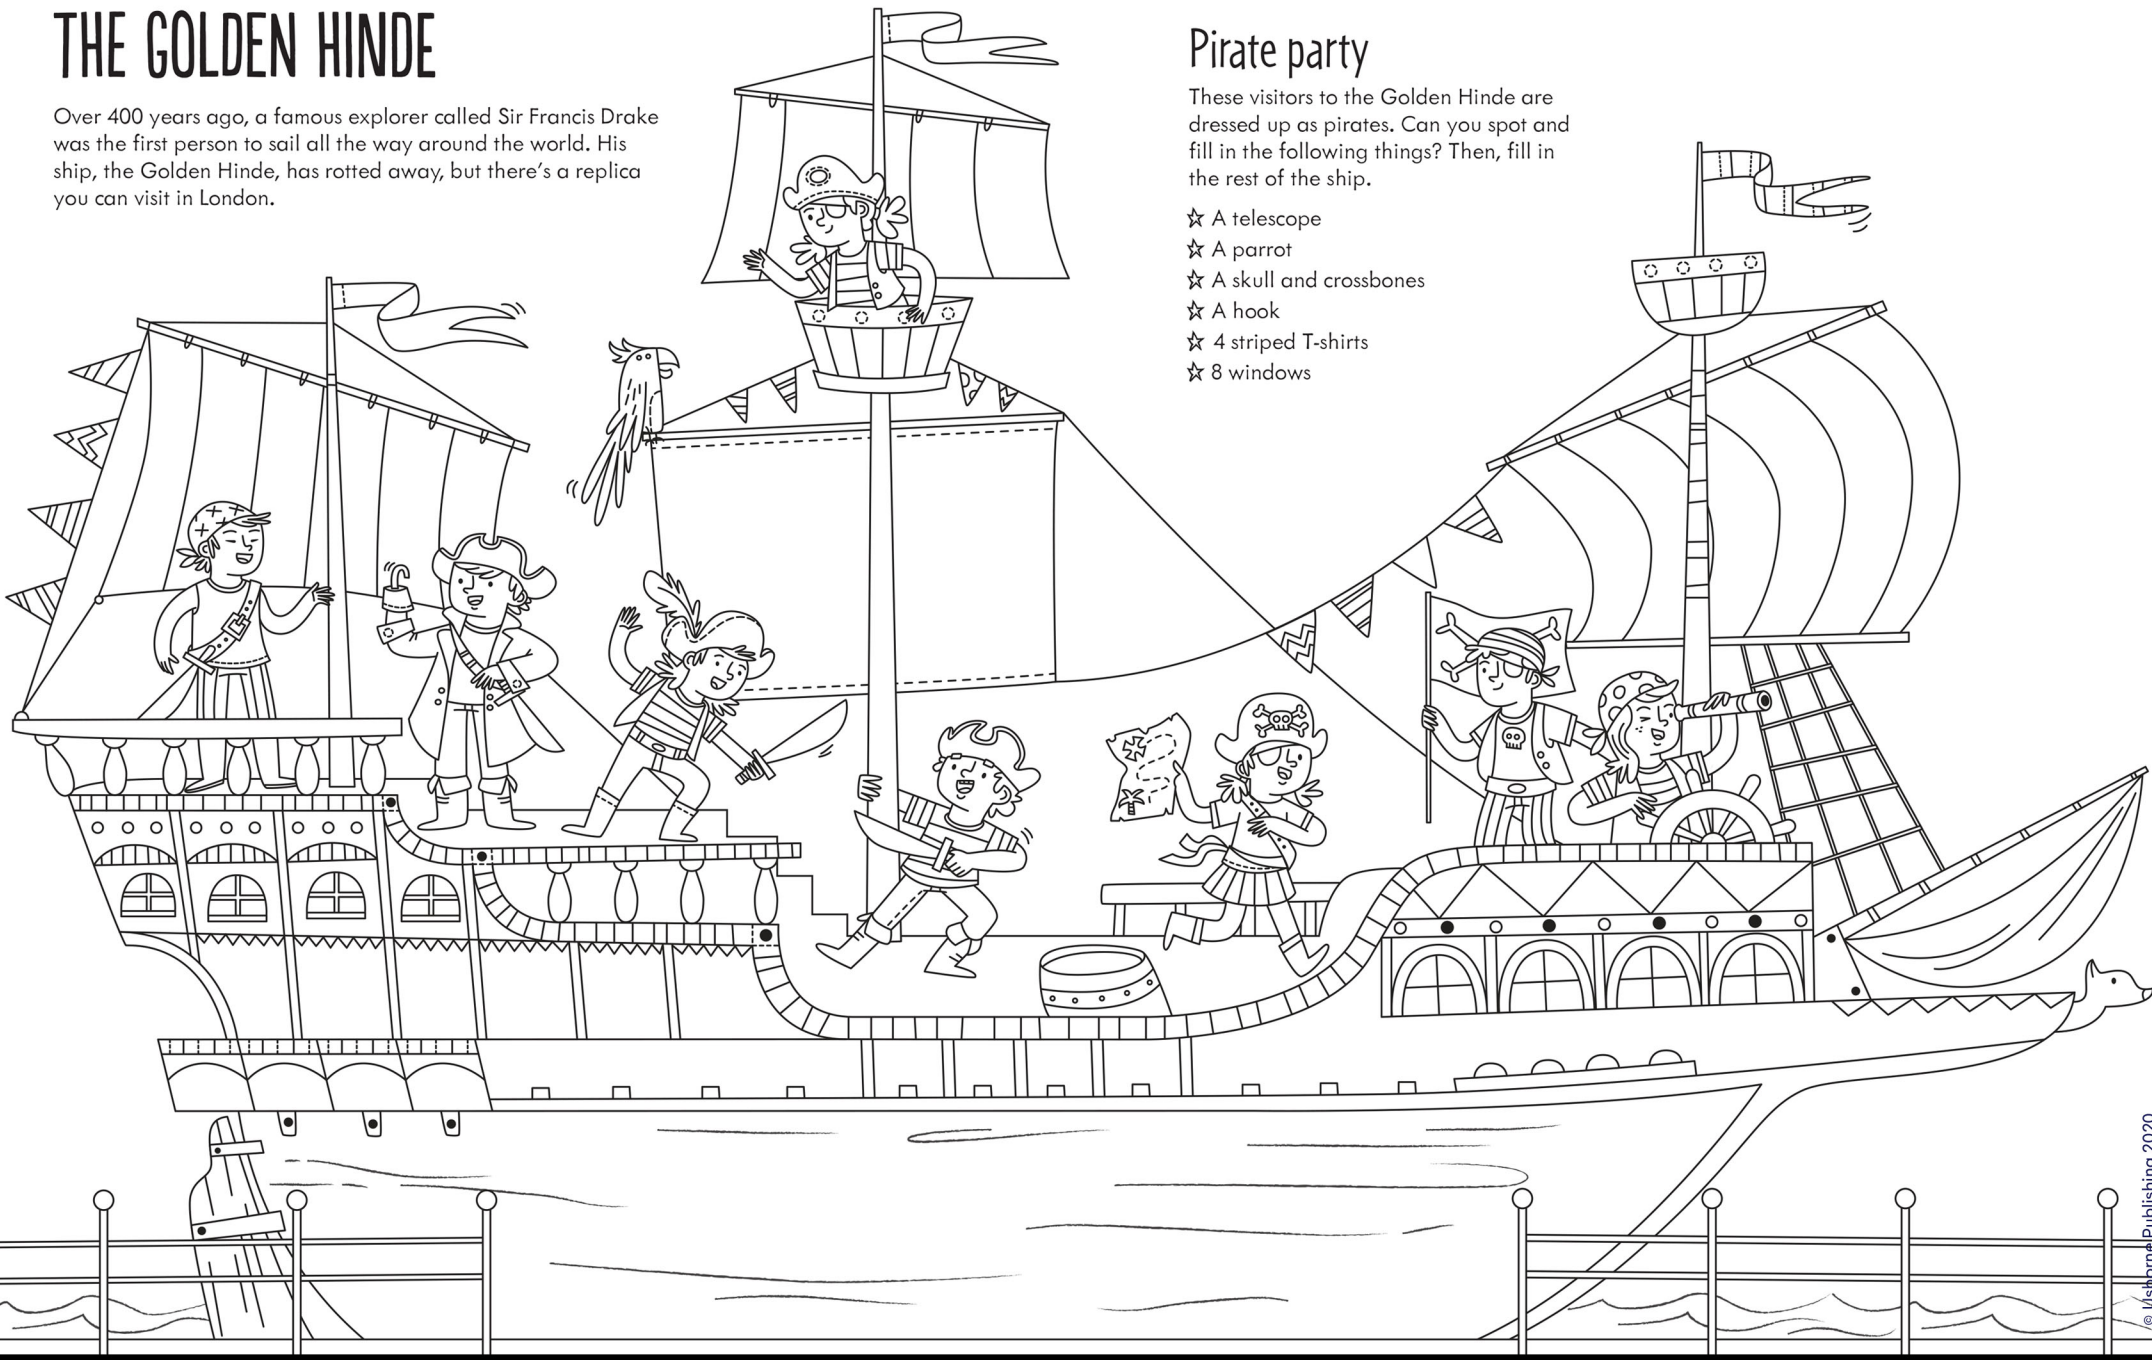 THE GOLDEN HINDE
Over 400 years ago, a famous explorer called Sir Francis Drake
was the first person to sail all the way around the world. His
ship, the Golden Hinde, has rotted away, but there's a replica
you can visit in London.
Pirate party
These visitors to the Golden Hinde are
dressed up as pirates. Can you spot and
fill in the following things? Then, fill in
the rest of the ship.
☆ A telescope
☆ A parrot
☆ A skull and crossbones
☆ A hook
☆ 4 striped T-shirts
☆ 8 windows
© Usborne Publishing 2020